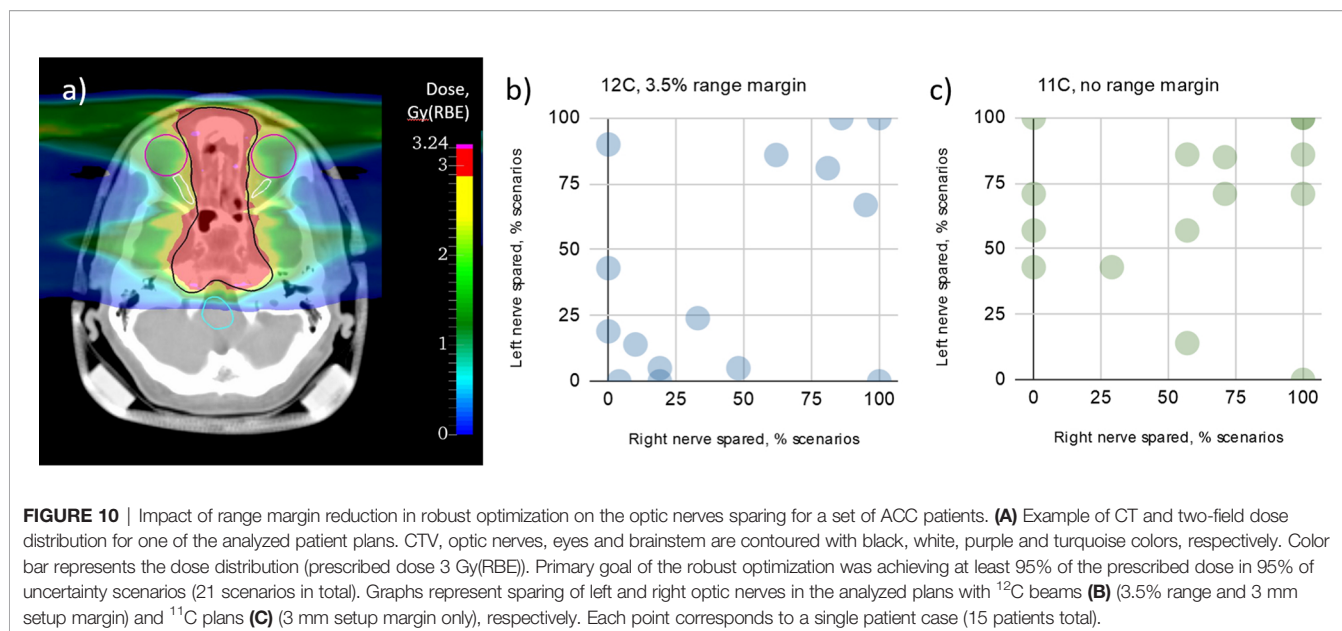 a)
Dose,
Gy(RBE)
3.24
3
2
1
0
b)
12C, 3.5% range margin
Left nerve spared, % scenarios
100
75
50
25
0
0 25 50 75 100
Right nerve spared, % scenarios
c)
11C, no range margin
Left nerve spared, % scenarios
100
75
50
25
0
0 25 50 75 100
Right nerve spared, % scenarios
FIGURE 10 | Impact of range margin reduction in robust optimization on the optic nerves sparing for a set of ACC patients. (A) Example of CT and two-field dose
distribution for one of the analyzed patient plans. CTV, optic nerves, eyes and brainstem are contoured with black, white, purple and turquoise colors, respectively. Color
bar represents the dose distribution (prescribed dose 3 Gy(RBE)). Primary goal of the robust optimization was achieving at least 95% of the prescribed dose in 95% of
uncertainty scenarios (21 scenarios in total). Graphs represent sparing of left and right optic nerves in the analyzed plans with ¹²C beams (B) (3.5% range and 3 mm
setup margin) and ¹¹C plans (C) (3 mm setup margin only), respectively. Each point corresponds to a single patient case (15 patients total).